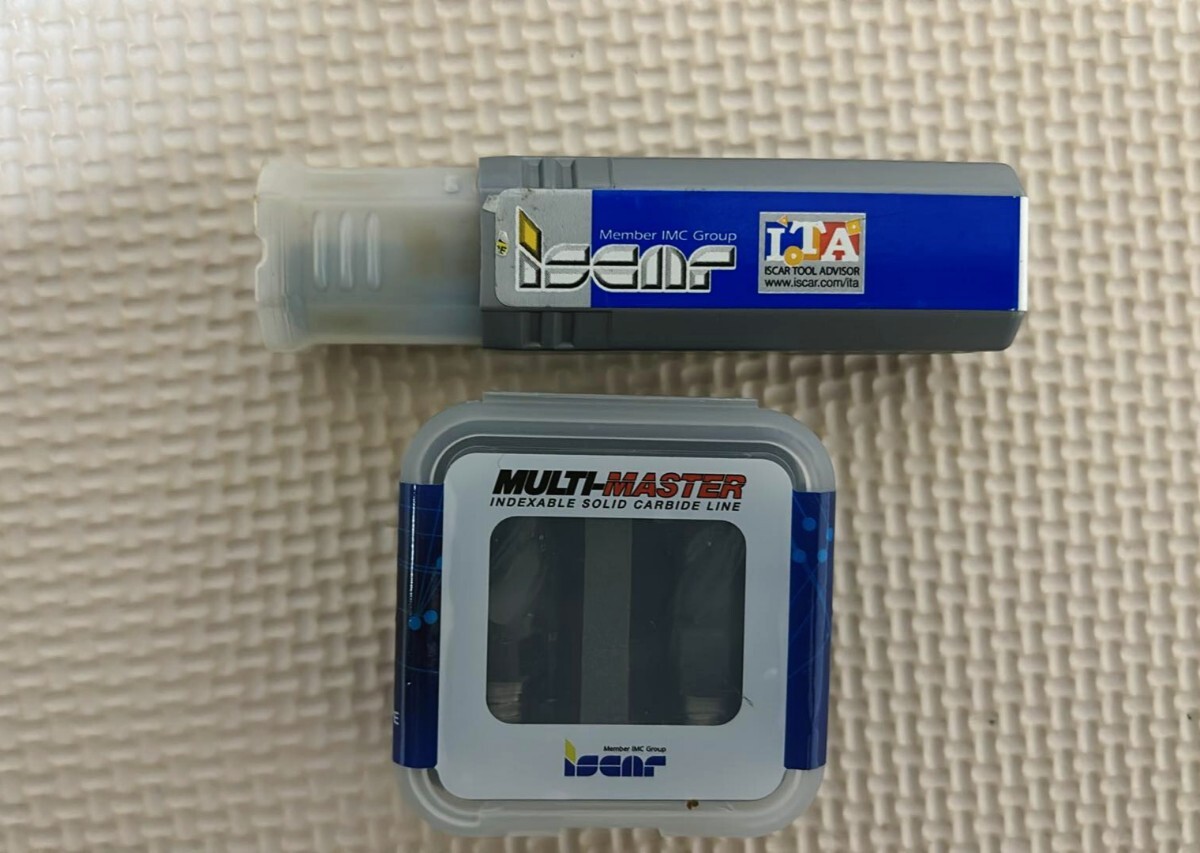 Member IMC Group
iscar
ITA
ISCAR TOOL ADVISOR
www.iscar.com/ita
MULTI-MASTER
INDEXABLE SOLID CARBIDE LINE
E
Member IMC Group
iscar